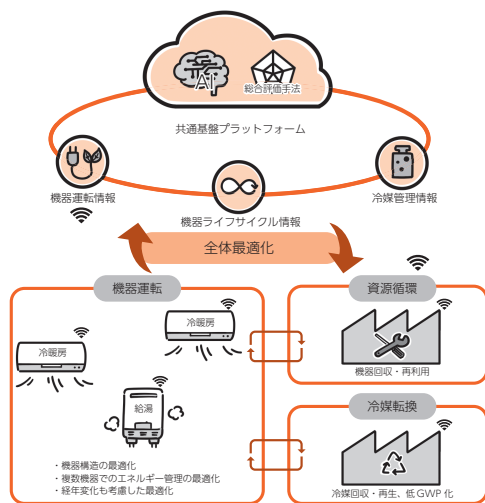 AI
総合評価手法
共通基盤プラットフォーム
機器運転情報
機器ライフサイクル情報
冷媒管理情報
全体最適化
機器運転
冷暖房
冷暖房
給湯
・機器構造の最適化
・複数機器でのエネルギー管理の最適化
・経年変化も考慮した最適化
資源循環
機器回収・再利用
冷媒転換
冷媒回収・再生、低GWP化